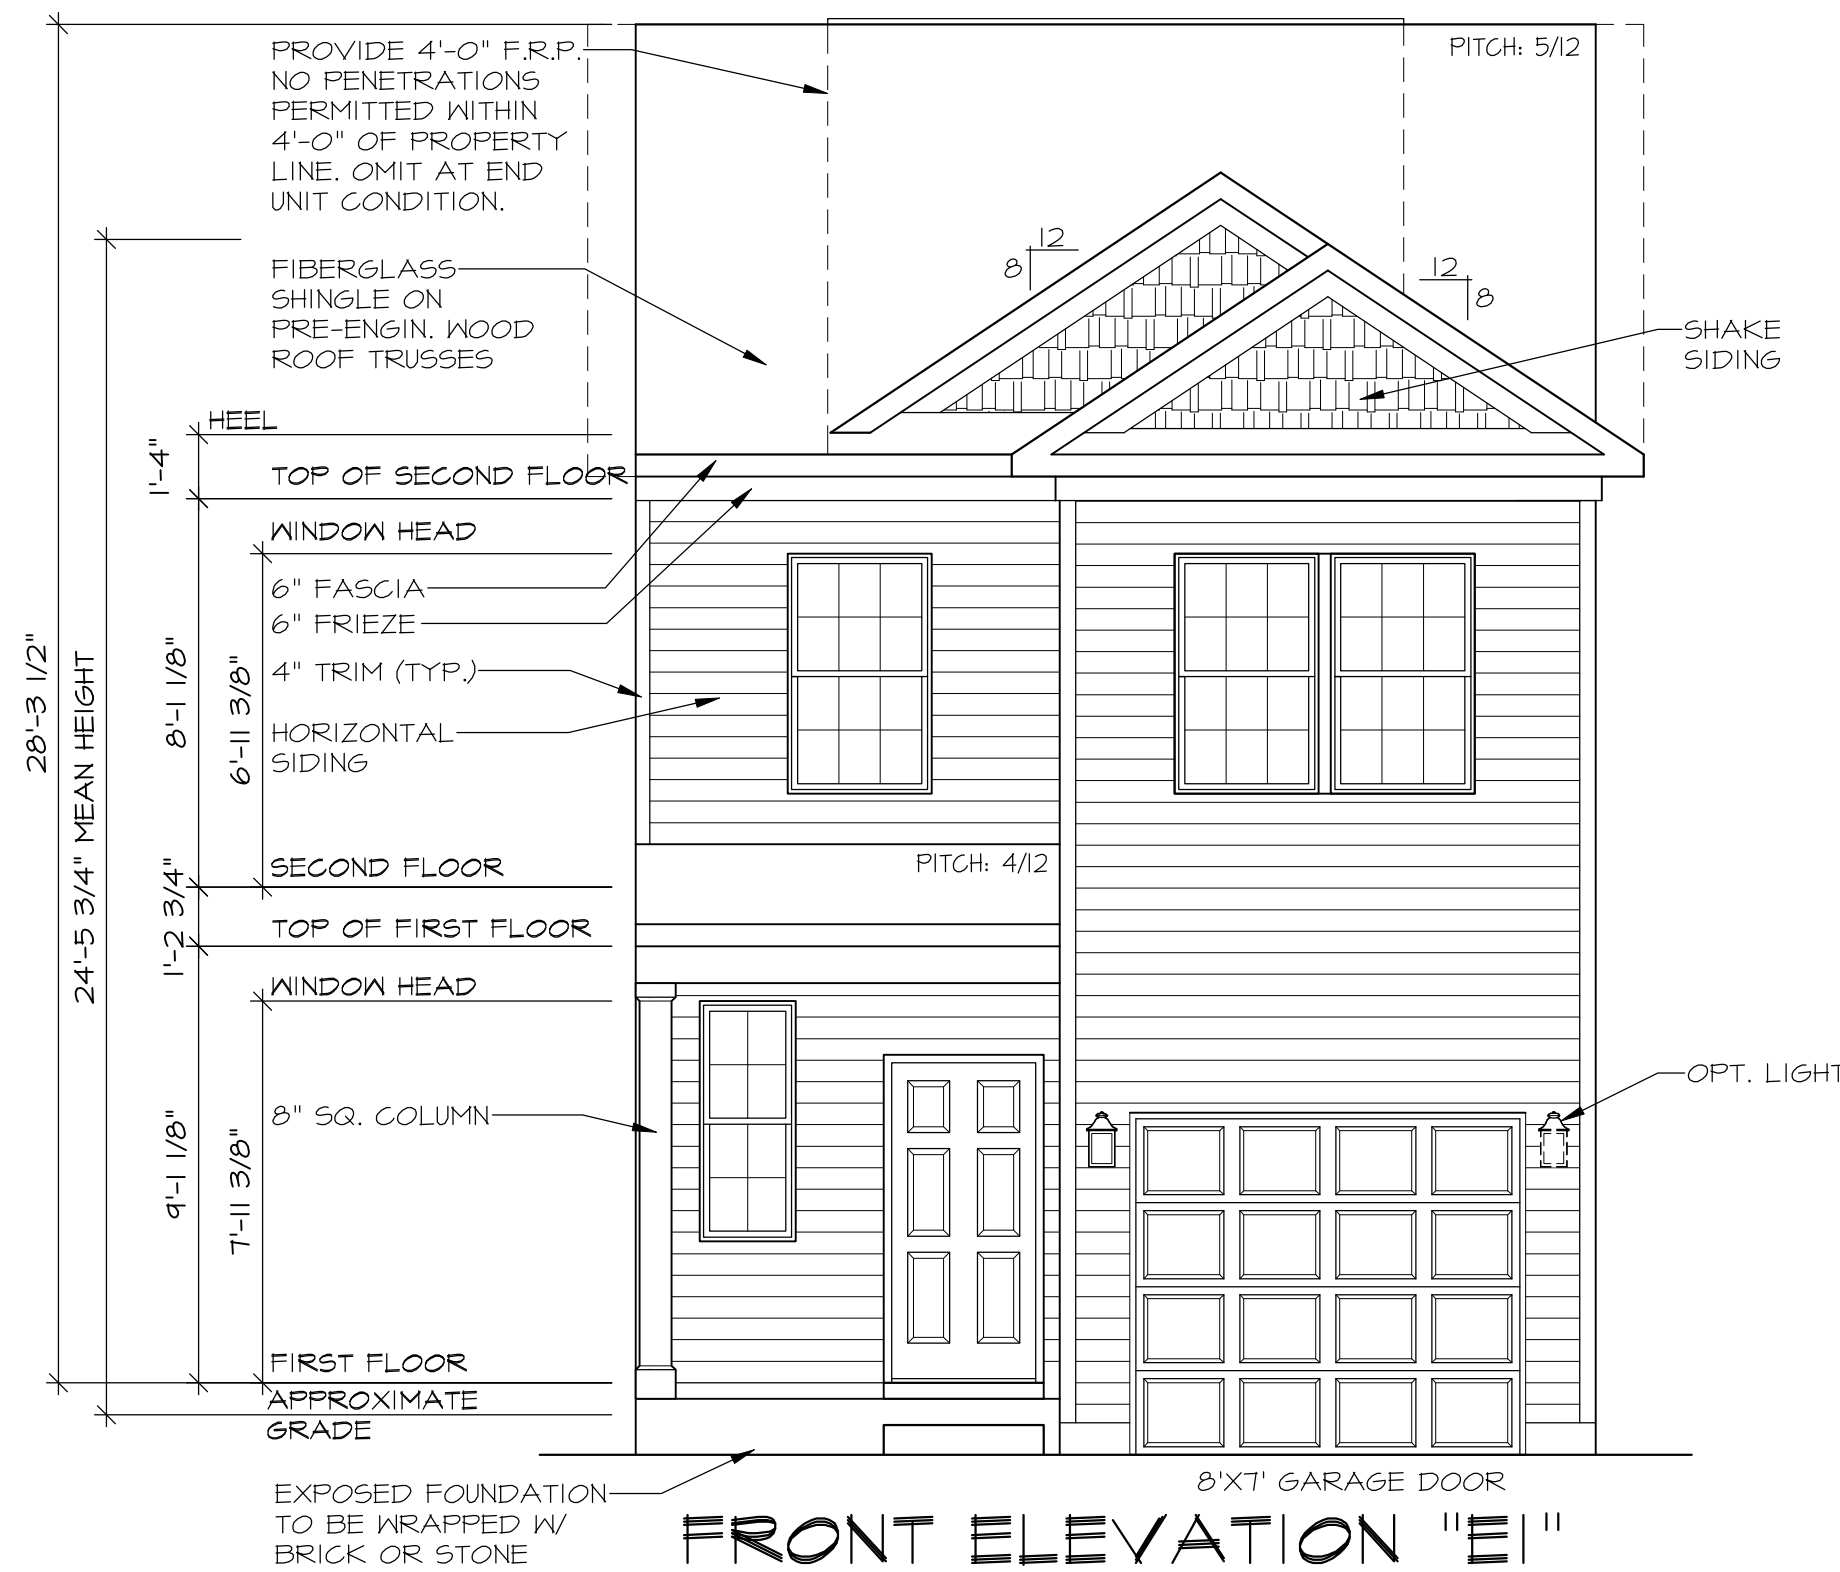 PROVIDE 4'-0" F.R.P.
NO PENETRATIONS
PERMITTED WITHIN
4'-0" OF PROPERTY
LINE. OMIT AT END
UNIT CONDITION.
PITCH: 5/12
12
8
12
8
FIBERGLASS
SHINGLE ON
PRE-ENGIN. WOOD
ROOF TRUSSES
SHAKE
SIDING
HEEL
1'-4"
TOP OF SECOND FLOOR
WINDOW HEAD
6" FASCIA
6" FRIEZE
4" TRIM (TYP.)
HORIZONTAL
SIDING
28'-3 1/2"
24'-5 3/4" MEAN HEIGHT
8'-1 1/8"
6'-11 3/8"
SECOND FLOOR
PITCH: 4/12
1'-2 3/4"
TOP OF FIRST FLOOR
WINDOW HEAD
8" SQ. COLUMN
OPT. LIGHT
9'-1 1/8"
7'-11 3/8"
FIRST FLOOR
APPROXIMATE
GRADE
EXPOSED FOUNDATION
TO BE WRAPPED W/
BRICK OR STONE
8'X7' GARAGE DOOR
FRONT ELEVATION "E1"